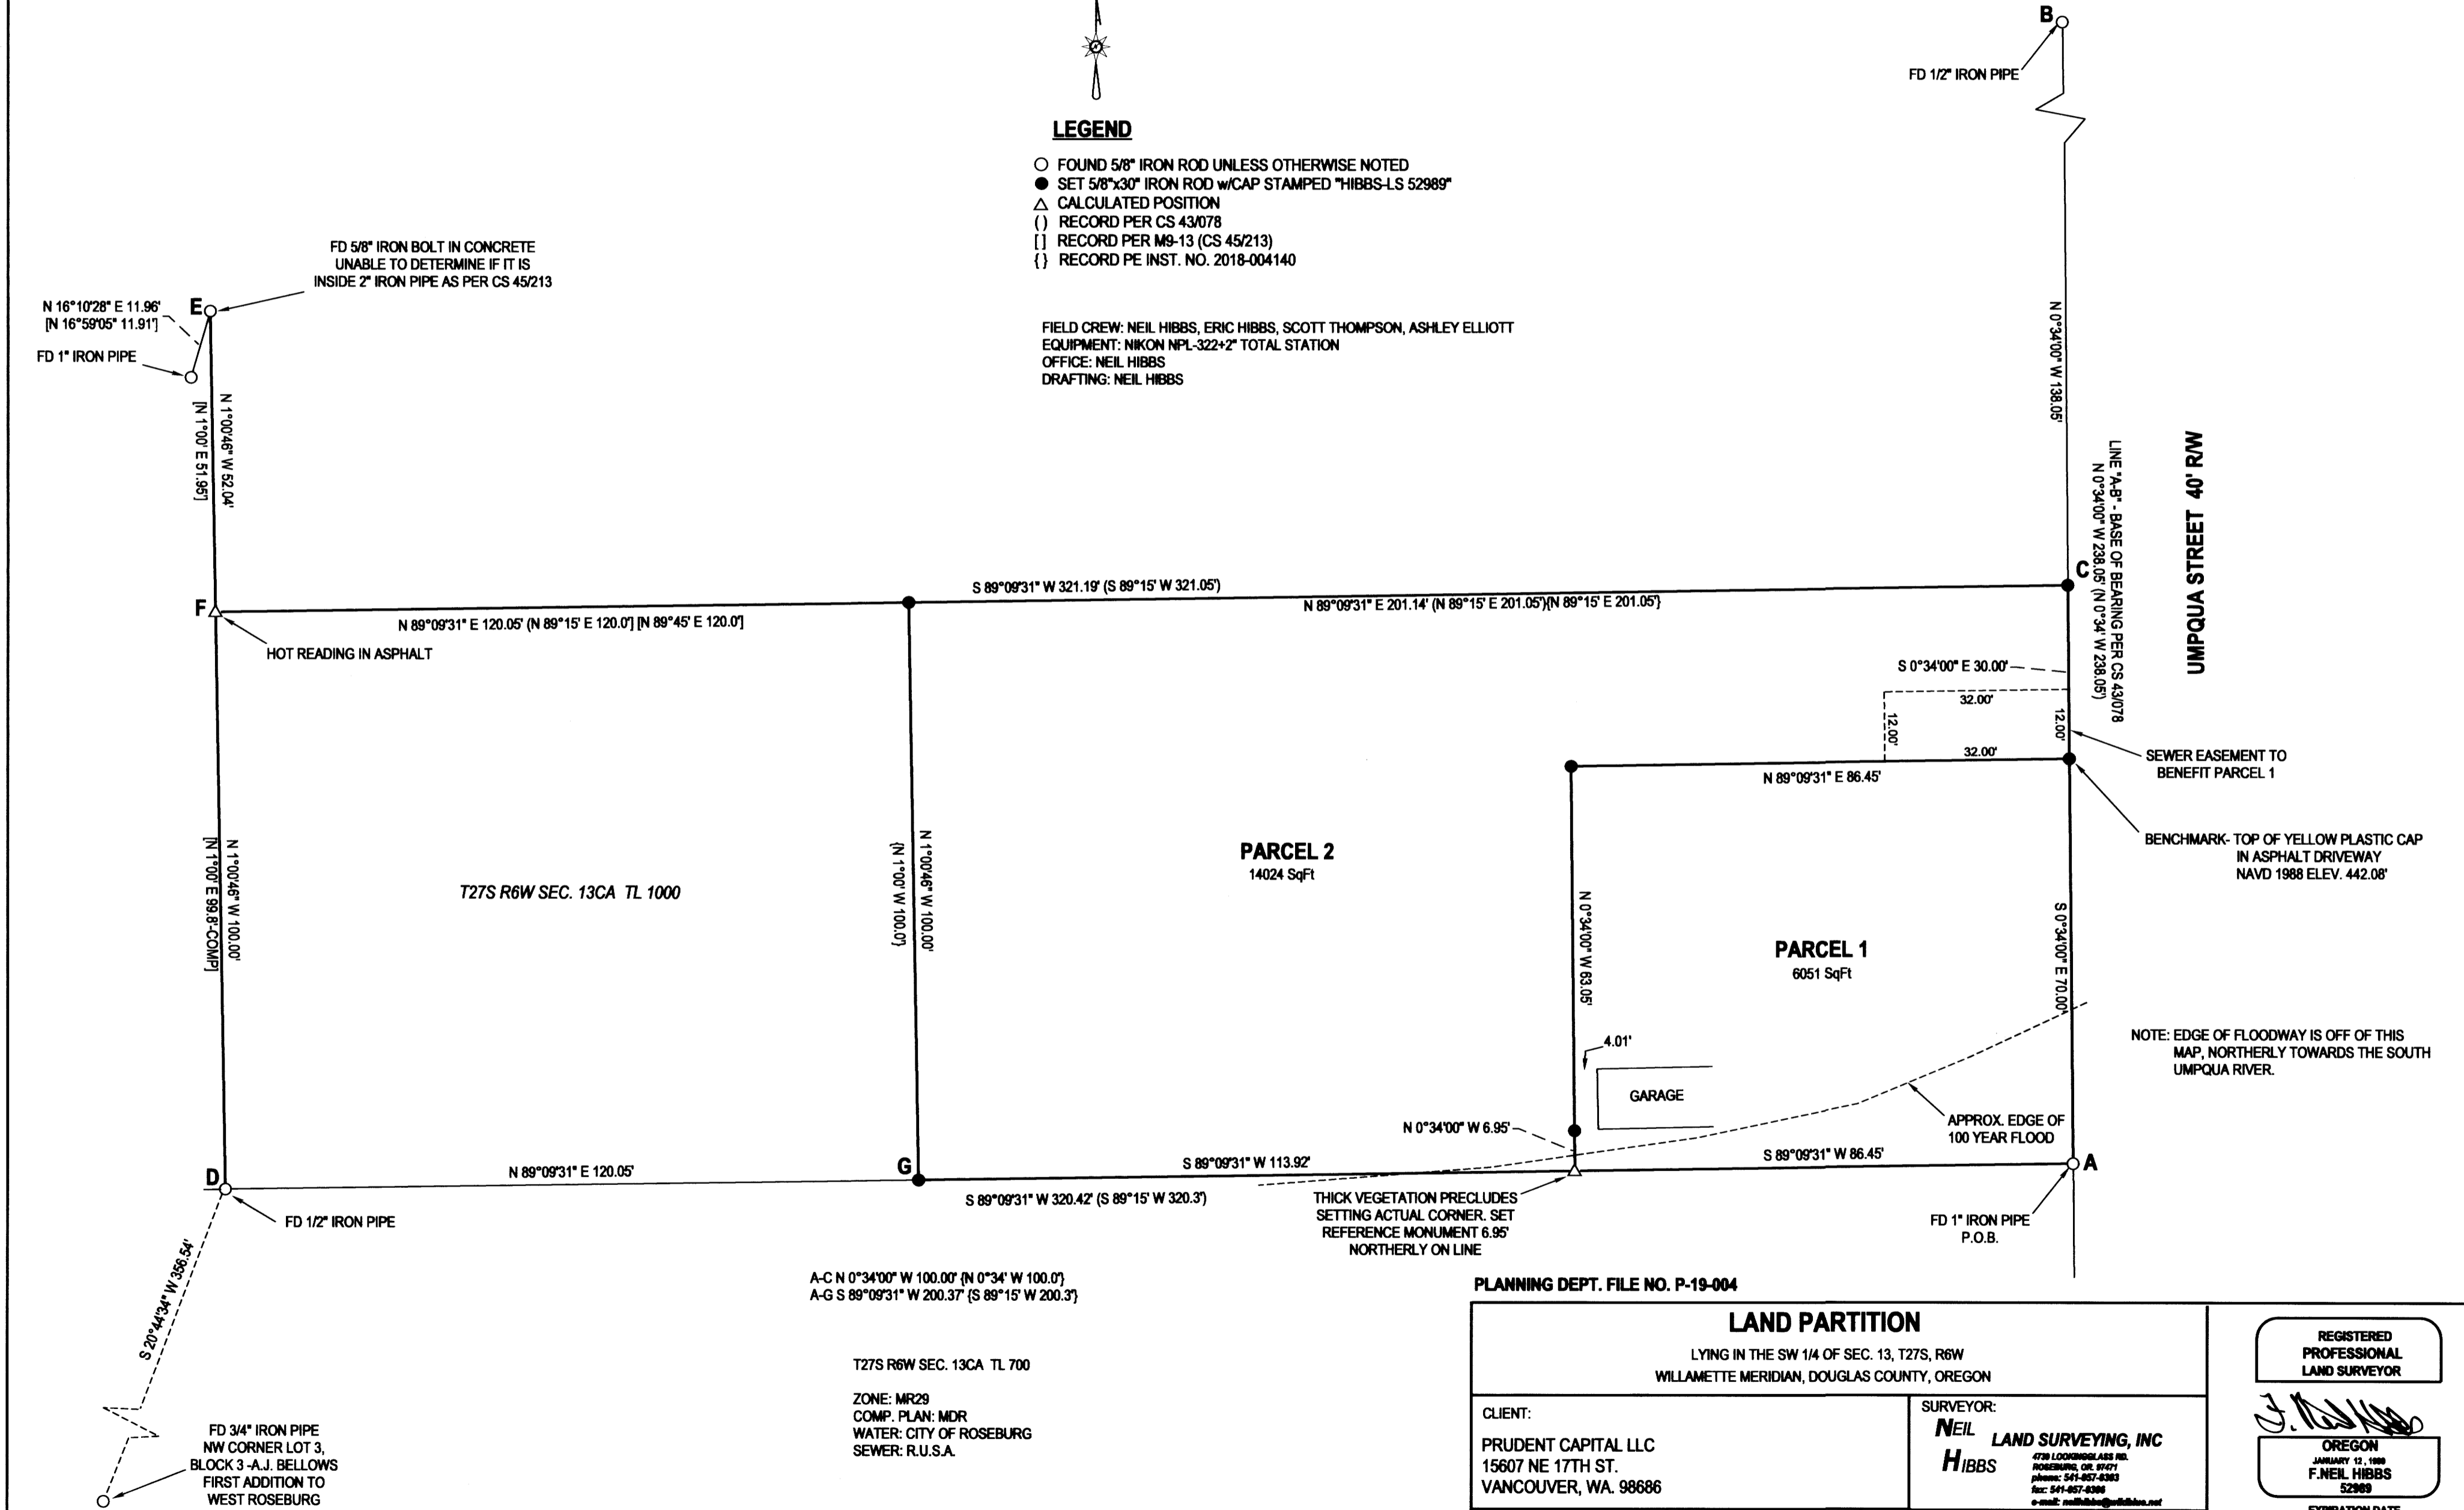 B
FD 1/2" IRON PIPE
LEGEND
FOUND 5/8" IRON ROD UNLESS OTHERWISE NOTED
SET 5/8"x30" IRON ROD w/CAP STAMPED "HIBBS-LS 52989"
CALCULATED POSITION
( ) RECORD PER CS 43/078
[ ] RECORD PER M9-13 (CS 45/213)
{ } RECORD PE INST. NO. 2018-004140
FD 5/8" IRON BOLT IN CONCRETE
UNABLE TO DETERMINE IF IT IS
INSIDE 2" IRON PIPE AS PER CS 45/213
N 16°10'28" E 11.96'
[N 16°59'05" 11.91']
E
FD 1" IRON PIPE
FIELD CREW: NEIL HIBBS, ERIC HIBBS, SCOTT THOMPSON, ASHLEY ELLIOTT
EQUIPMENT: NIKON NPL-322+2" TOTAL STATION
OFFICE: NEIL HIBBS
DRAFTING: NEIL HIBBS
N 0°34'00" W 138.05'
N 1°00'46" W 52.04'
[N 1°00' E 51.95']
LINE "A-B" - BASE OF BEARING PER CS 43/078
N 0°34'00" W 238.05' (N 0°34' W 238.05')
UMPQUA STREET 40' R/W
C
S 89°09'31" W 321.19' (S 89°15' W 321.05')
N 89°09'31" E 201.14' (N 89°15' E 201.05'){N 89°15' E 201.05'}
F
N 89°09'31" E 120.05' (N 89°15' E 120.0'] [N 89°45' E 120.0']
HOT READING IN ASPHALT
S 0°34'00" E 30.00'
32.00'
12.00'
12.00'
32.00'
SEWER EASEMENT TO
BENEFIT PARCEL 1
N 89°09'31" E 86.45'
BENCHMARK- TOP OF YELLOW PLASTIC CAP
IN ASPHALT DRIVEWAY
NAVD 1988 ELEV. 442.08'
N 1°00'46" W 100.00'
[N 1°00' E 99.8'-COMP]
T27S R6W SEC. 13CA TL 1000
N 1°00'46" W 100.00'
{N 1°00' W 100.0'}
PARCEL 2
14024 SqFt
N 0°34'00" W 63.05'
PARCEL 1
6051 SqFt
S 0°34'00" E 70.00'
NOTE: EDGE OF FLOODWAY IS OFF OF THIS
MAP, NORTHERLY TOWARDS THE SOUTH
UMPQUA RIVER.
4.01'
GARAGE
APPROX. EDGE OF
100 YEAR FLOOD
N 0°34'00" W 6.95'
D
N 89°09'31" E 120.05'
G
S 89°09'31" W 113.92'
S 89°09'31" W 86.45'
A
S 89°09'31" W 320.42' (S 89°15' W 320.3')
FD 1/2" IRON PIPE
THICK VEGETATION PRECLUDES
SETTING ACTUAL CORNER. SET
REFERENCE MONUMENT 6.95'
NORTHERLY ON LINE
FD 1" IRON PIPE
P.O.B.
S 20°44'34" W 356.54'
A-C N 0°34'00" W 100.00' {N 0°34' W 100.0'}
A-G S 89°09'31" W 200.37' {S 89°15' W 200.3'}
T27S R6W SEC. 13CA TL 700
ZONE: MR29
COMP. PLAN: MDR
WATER: CITY OF ROSEBURG
SEWER: R.U.S.A.
FD 3/4" IRON PIPE
NW CORNER LOT 3,
BLOCK 3 -A.J. BELLOWS
FIRST ADDITION TO
WEST ROSEBURG
PLANNING DEPT. FILE NO. P-19-004
LAND PARTITION
LYING IN THE SW 1/4 OF SEC. 13, T27S, R6W
WILLAMETTE MERIDIAN, DOUGLAS COUNTY, OREGON
CLIENT:
PRUDENT CAPITAL LLC
15607 NE 17TH ST.
VANCOUVER, WA. 98686
SURVEYOR:
NEIL
HIBBS
LAND SURVEYING, INC
4739 LOOKINGGLASS RD.
ROSEBURG, OR. 97471
phone: 541-957-8383
fax: 541-957-8386
e-mail: neilhibbs@wildblue.net
REGISTERED
PROFESSIONAL
LAND SURVEYOR
OREGON
F.NEIL HIBBS
52989
EXPIRATION DATE